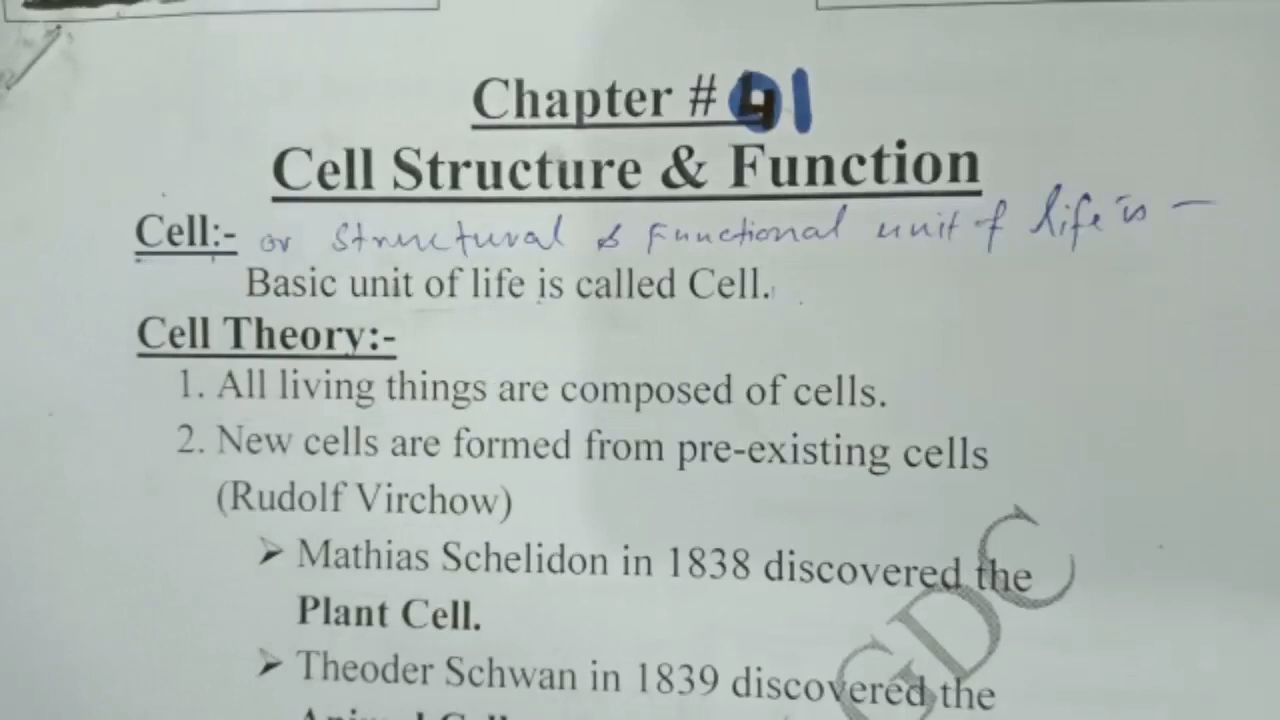 Chapter # 41
Cell Structure & Function
Cell:- or Structural & Functional unit of life is –
Basic unit of life is called Cell.
Cell Theory:-
1. All living things are composed of cells.
2. New cells are formed from pre-existing cells
(Rudolf Virchow)
➢ Mathias Schelidon in 1838 discovered the
Plant Cell.
➢ Theoder Schwan in 1839 discovered the
GDC